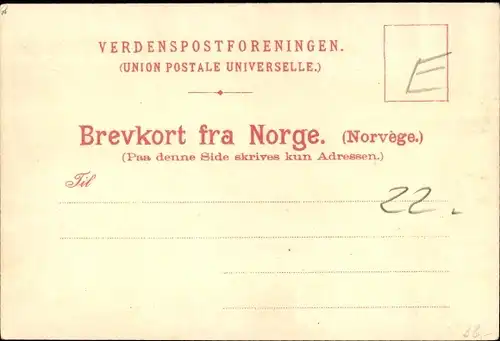 VERDENSPOSTFORENINGEN.
(UNION POSTALE UNIVERSELLE.)
E
Brevkort fra Norge. (Norvège.)
(Paa denne Side skrives kun Adressen.)
Til
22.